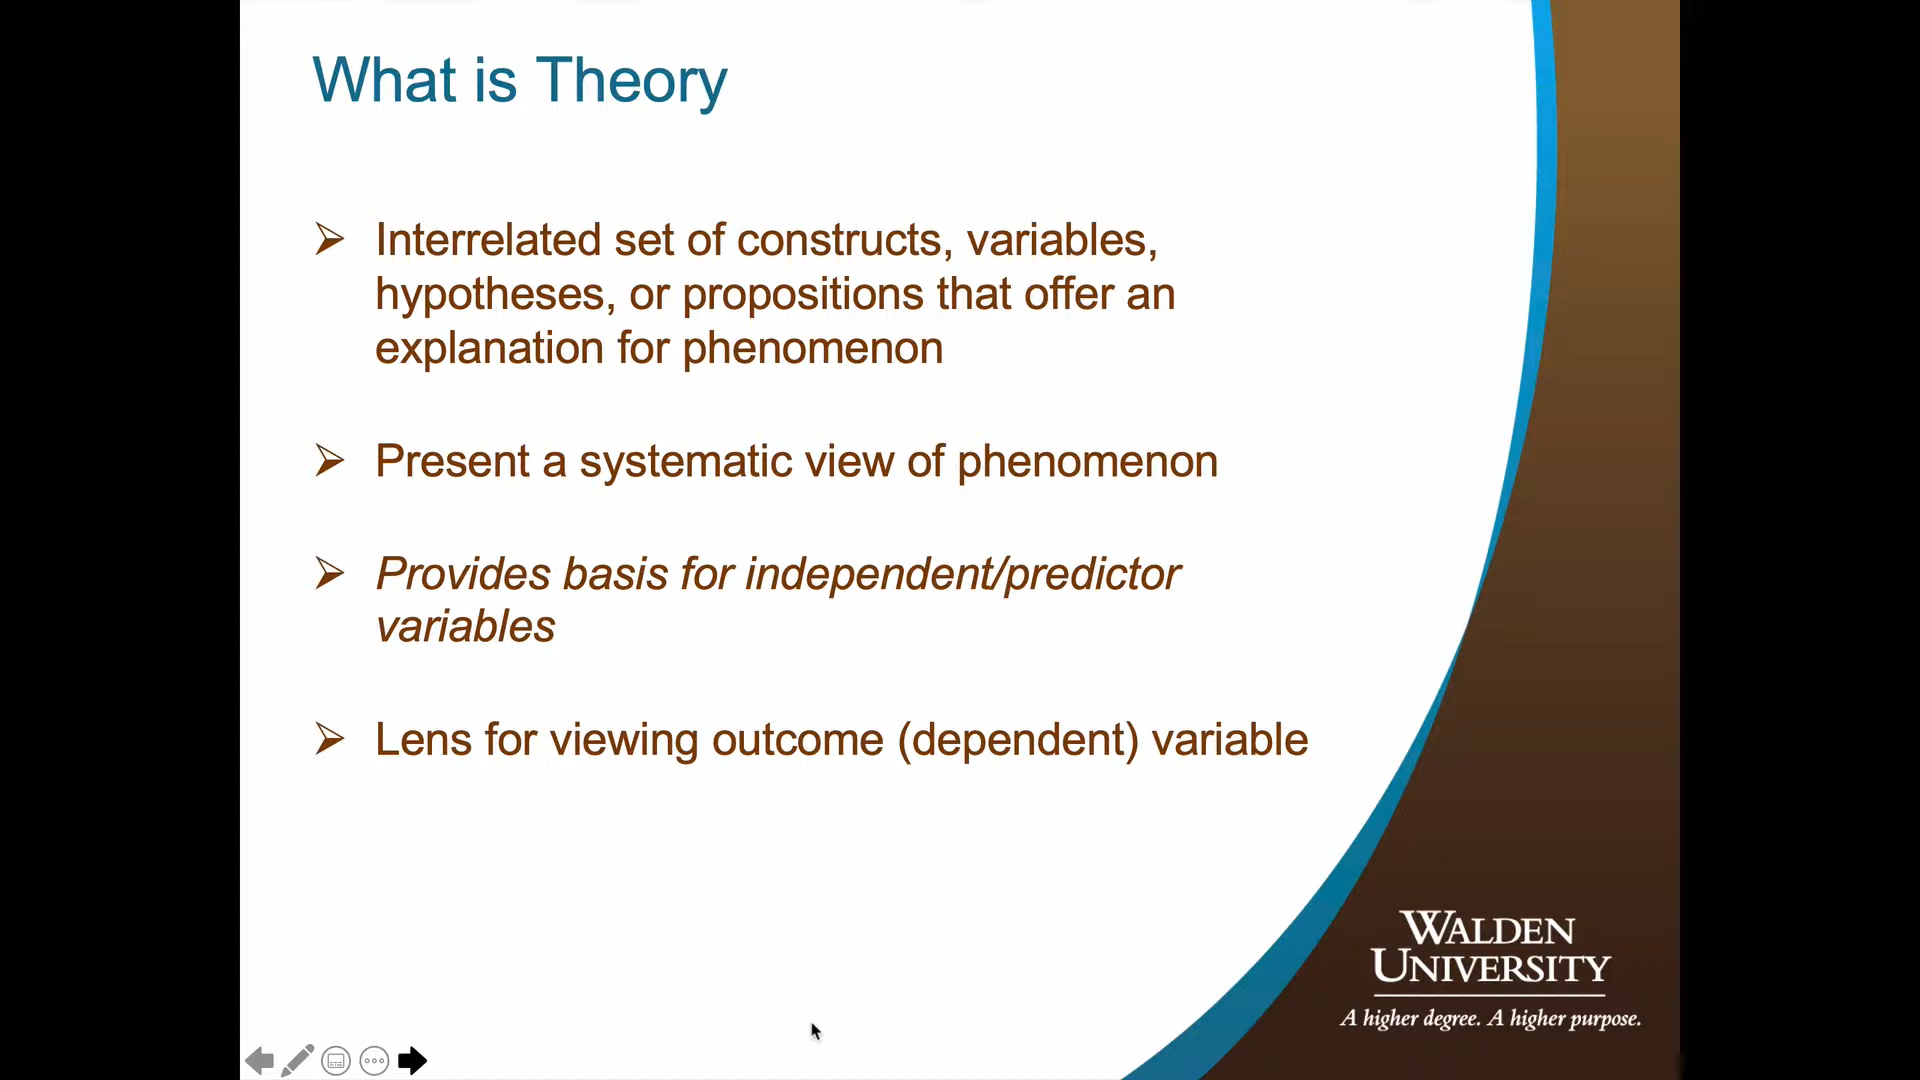 What is Theory
Interrelated set of constructs, variables,
hypotheses, or propositions that offer an
explanation for phenomenon
Present a systematic view of phenomenon
Provides basis for independent/predictor
variables
Lens for viewing outcome (dependent) variable
WALDEN
UNIVERSITY
A higher degree. A higher purpose.